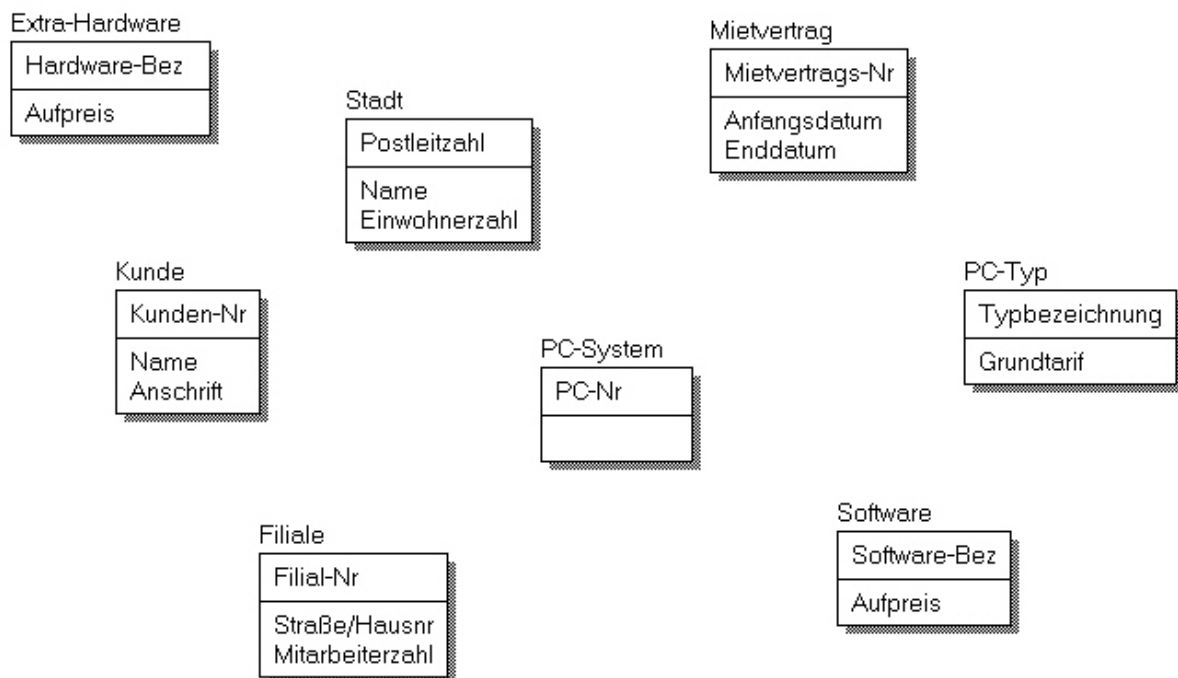 Extra-Hardware
Hardware-Bez
Aufpreis
Stadt
Postleitzahl
Name
Einwohnerzahl
Mietvertrag
Mietvertrags-Nr
Anfangsdatum
Enddatum
Kunde
Kunden-Nr
Name
Anschrift
PC-System
PC-Nr
PC-Typ
Typbezeichnung
Grundtarif
Filiale
Filial-Nr
Straße/Hausnr
Mitarbeiterzahl
Software
Software-Bez
Aufpreis